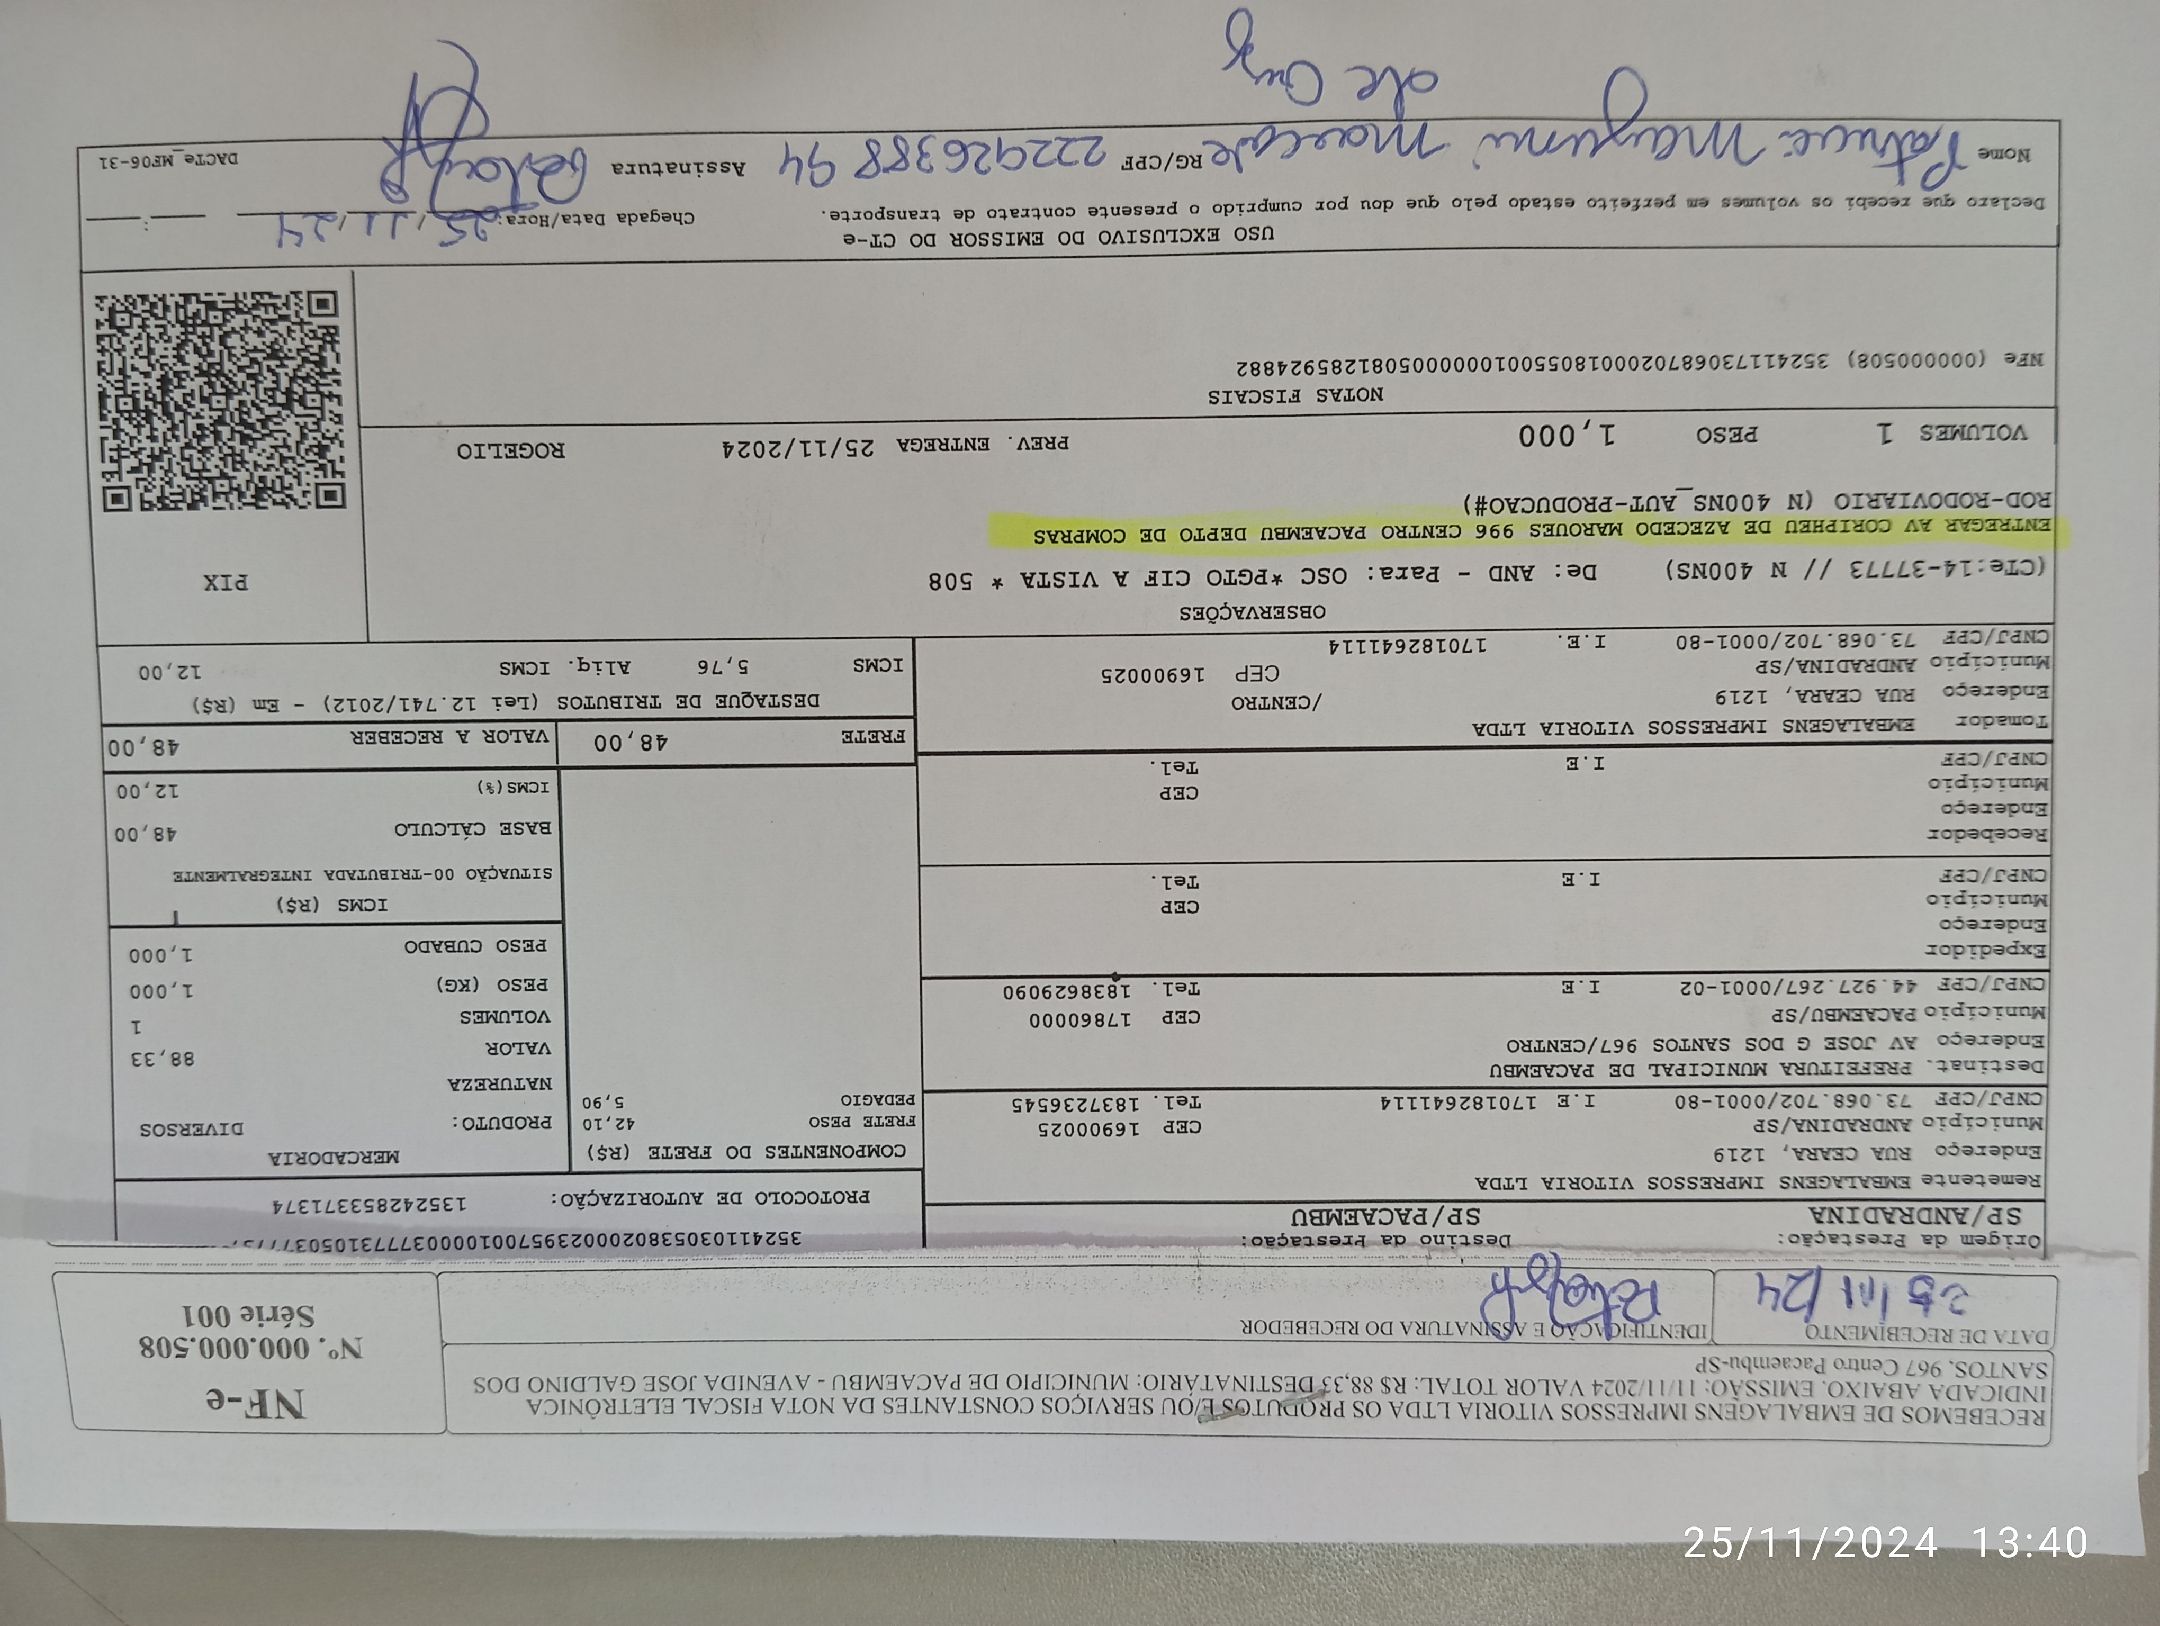 RECEBEMOS DE EMBALAGENS IMPRESSOS VITORIA LTDA OS PRODUTOS E/OU SERVIÇOS CONSTANTES DA NOTA FISCAL ELETRÔNICA
INDICADA ABAIXO. EMISSÃO: 11/11/2024 VALOR TOTAL: R$ 88,33 DESTINATÁRIO: MUNICIPIO DE PACAEMBU - AVENIDA JOSE GALDINO DOS
SANTOS, 967 Centro Pacaembu-SP
NF-e
Nº. 000.000.508
Série 001
DATA DE RECEBIMENTO
25/11/24
IDENTIFICAÇÃO E ASSINATURA DO RECEBEDOR
Origem da Prestação:
SP/ANDRADINA
Destino da Prestação:
SP/PACAEMBU
PROTOCOLO DE AUTORIZAÇÃO: 135242853371374
Remetente EMBALAGENS IMPRESSOS VITORIA LTDA
Endereço RUA CEARA, 1219
Município ANDRADINA/SP CEP 16900025
CNPJ/CPF 73.068.702/0001-80 I.E 170182641114 Tel. 1837236545
Destinat. PREFEITURA MUNICIPAL DE PACAEMBU
Endereço AV JOSE G DOS SANTOS 967/CENTRO
Município PACAEMBU/SP CEP 17860000
CNPJ/CPF 44.927.267/0001-02 I.E Tel. 1838629090
Expedidor
Endereço
Município CEP
CNPJ/CPF I.E Tel.
Recebedor
Endereço
Município CEP
CNPJ/CPF I.E Tel.
Tomador EMBALAGENS IMPRESSOS VITORIA LTDA
Endereço RUA CEARA, 1219 /CENTRO
Município ANDRADINA/SP CEP 16900025
CNPJ/CPF 73.068.702/0001-80 I.E. 170182641114
COMPONENTES DO FRETE (R$)
FRETE PESO 42,10
PEDAGIO 5,90
MERCADORIA
PRODUTO: DIVERSOS
NATUREZA
VALOR 88,33
VOLUMES 1
PESO (KG) 1,000
PESO CUBADO 1,000
ICMS (R$)
SITUAÇÃO 00-TRIBUTADA INTEGRALMENTE
BASE CÁLCULO 48,00
ICMS(%) 12,00
FRETE 48,00 VALOR A RECEBER 48,00
DESTAQUE DE TRIBUTOS (Lei 12.741/2012) - Em (R$)
ICMS 5,76 Aliq. ICMS 12,00
OBSERVAÇÕES
(CTe:14-37773 // N 400NS) De: AND - Para: OSC *PGTO CIF A VISTA * 508
ENTREGAR AV CORIPHEU DE AZECEDO MARQUES 996 CENTRO PACAEMBU DEPTO DE COMPRAS
ROD-RODOVIARIO (N 400NS_AUT-PRODUCAO#)
PIX
VOLUMES 1 PESO 1,000 PREV. ENTREGA 25/11/2024 ROGELIO
NOTAS FISCAIS
NFe (00000508) 35241173068702000180550010000005081285924882
USO EXCLUSIVO DO EMISSOR DO CT-e
Declaro que recebi os volumes em perfeito estado pelo que dou por cumprido o presente contrato de transporte.
Chegada Data/Hora: 25/11/24
Nome RG/CPF 22292638894 Assinatura
DACTe_MF06-31
25/11/2024 13:40